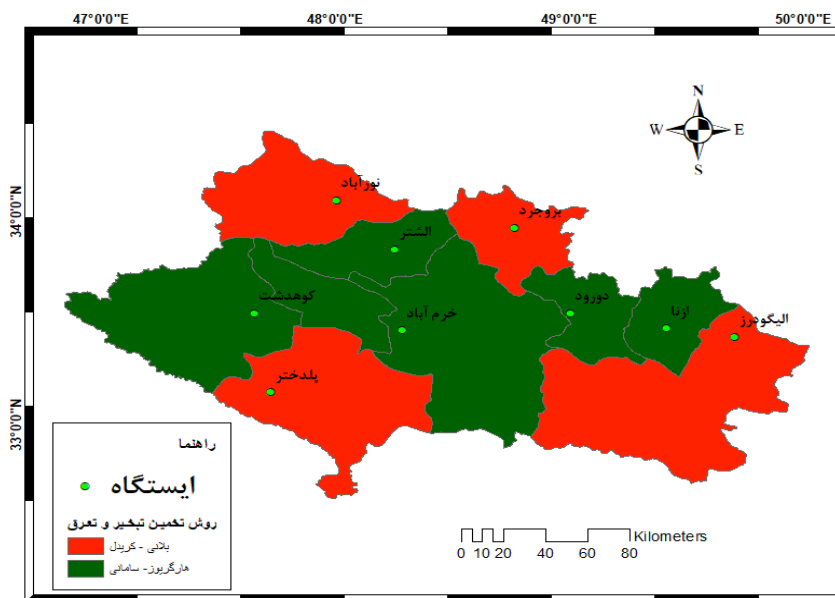 47°0'0"E 48°0'0"E 49°0'0"E 50°0'0"E
N
W E
S
34°0'0"N
33°0'0"N
نورآباد
بروجرد
الشتر
کوهدشت
خرم آباد
دورود
ازنا
الیگودرز
پلدختر
راهنما
ایستگاه
روش تخمین تبخیر و تعرق
بلانی - کریدل
هارگریوز- سامانی
Kilometers
0 10 20 40 60 80